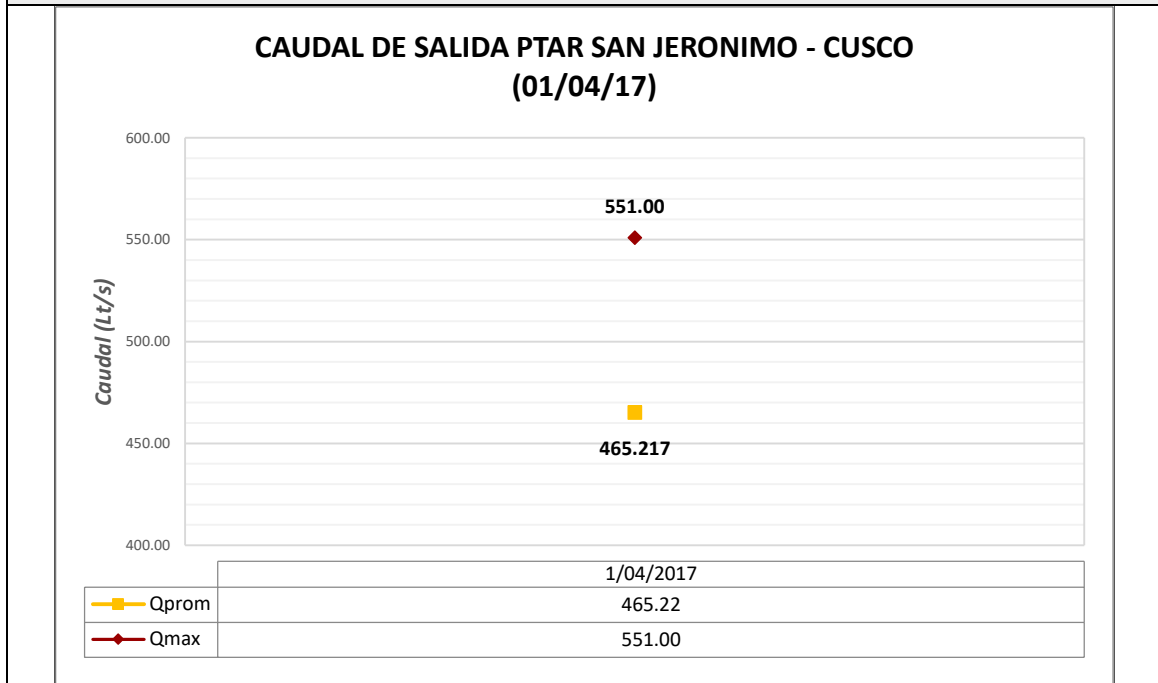 CAUDAL DE SALIDA PTAR SAN JERONIMO - CUSCO
(01/04/17)
600.00
551.00
550.00
Caudal (Lt/s)
500.00
450.00
465.217
400.00
1/04/2017
Qprom 465.22
Qmax 551.00